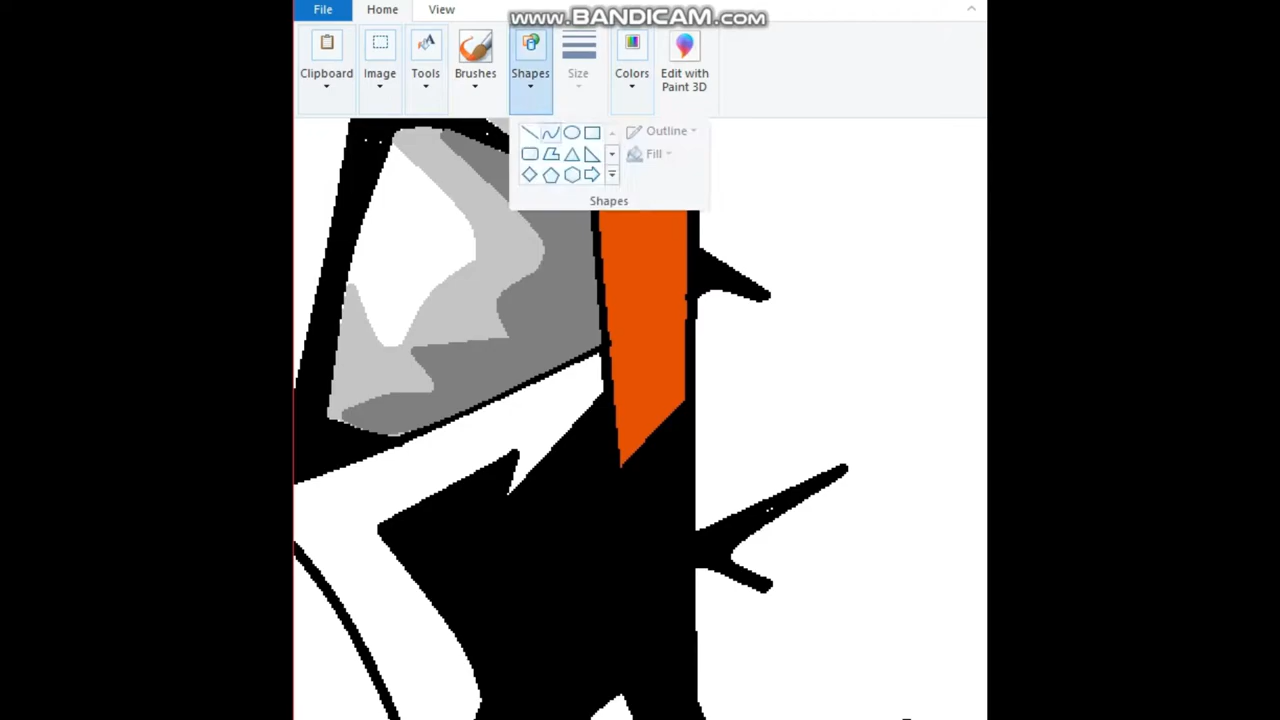 File Home View
www.BANDICAM.com
Clipboard Image Tools Brushes Shapes Size Colors Edit with
Paint 3D
Outline
Fill
Shapes